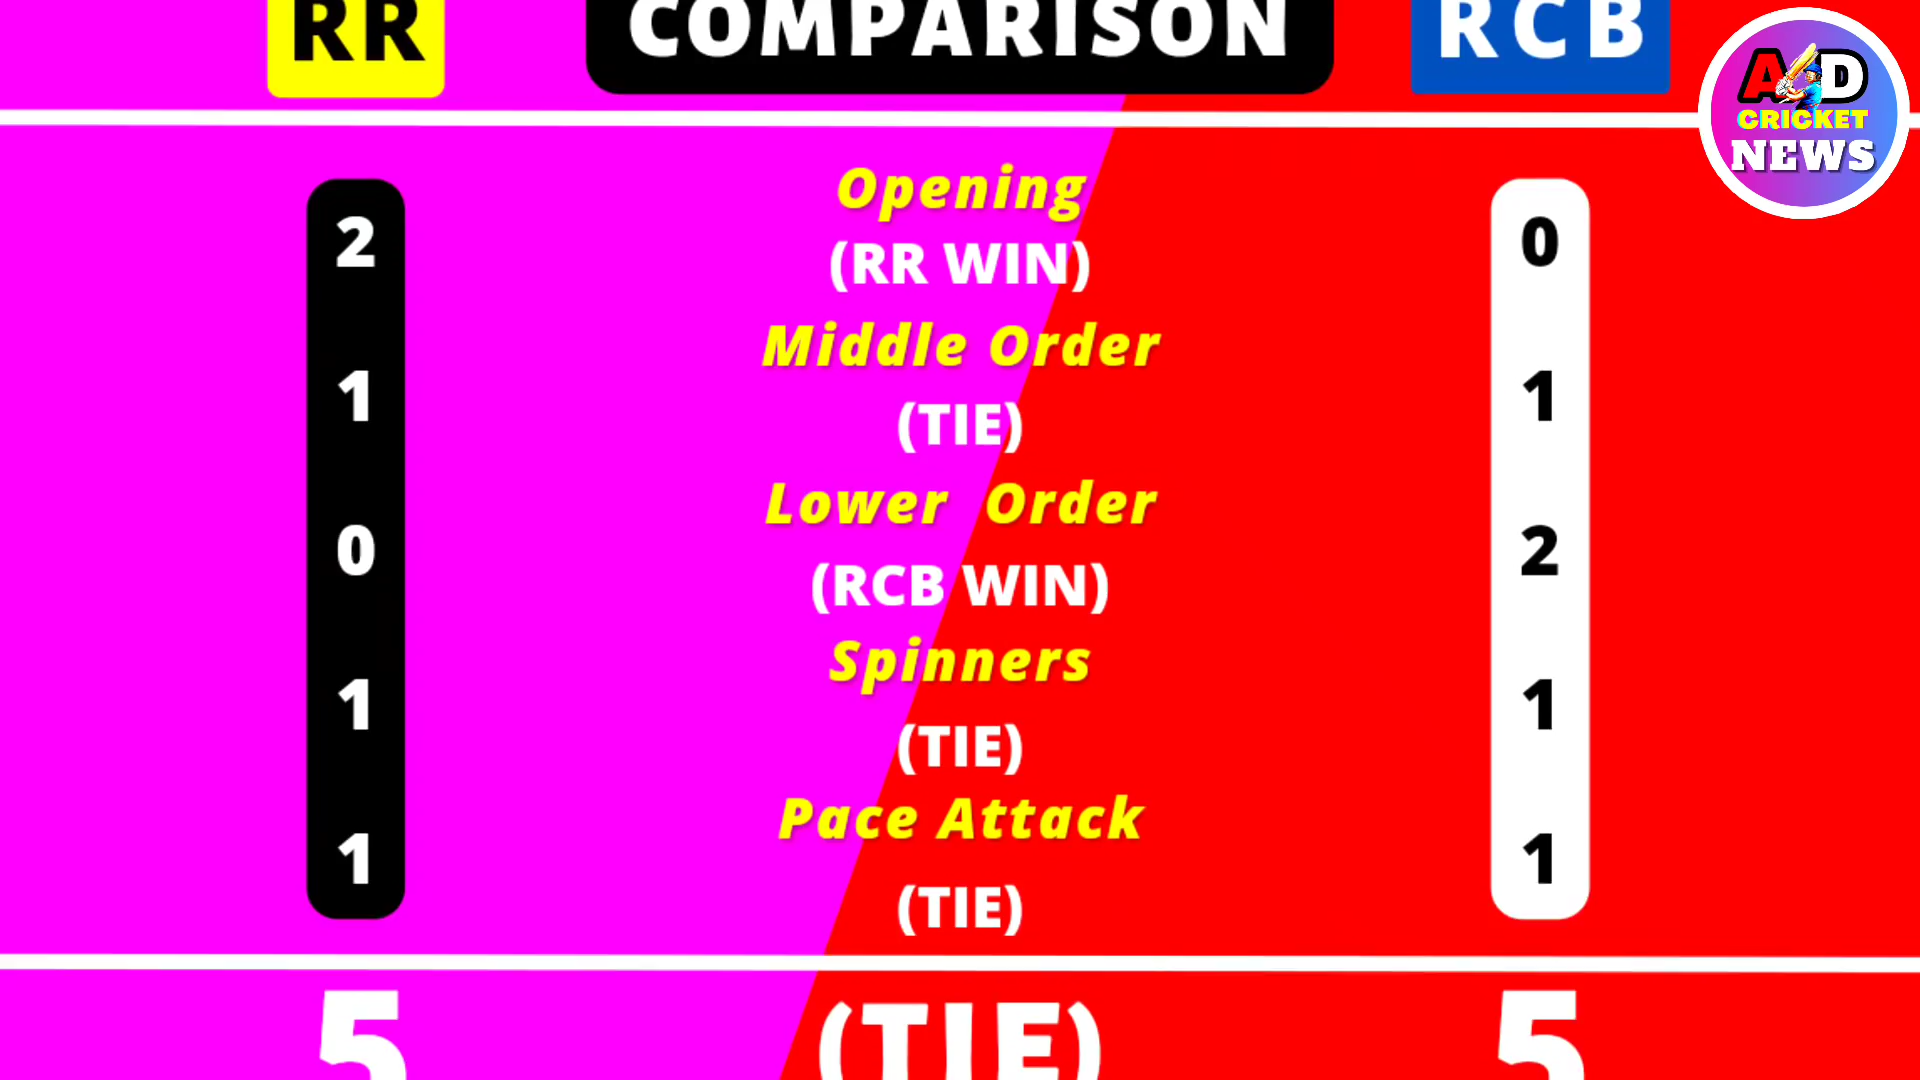 RR COMPARISON RCB
A D
CRICKET
NEWS
Opening
2 (RR WIN) 0
Middle Order
1 (TIE) 1
Lower Order
0 (RCB WIN) 2
Spinners
1 (TIE) 1
Pace Attack
1 (TIE) 1
5 (TIE) 5